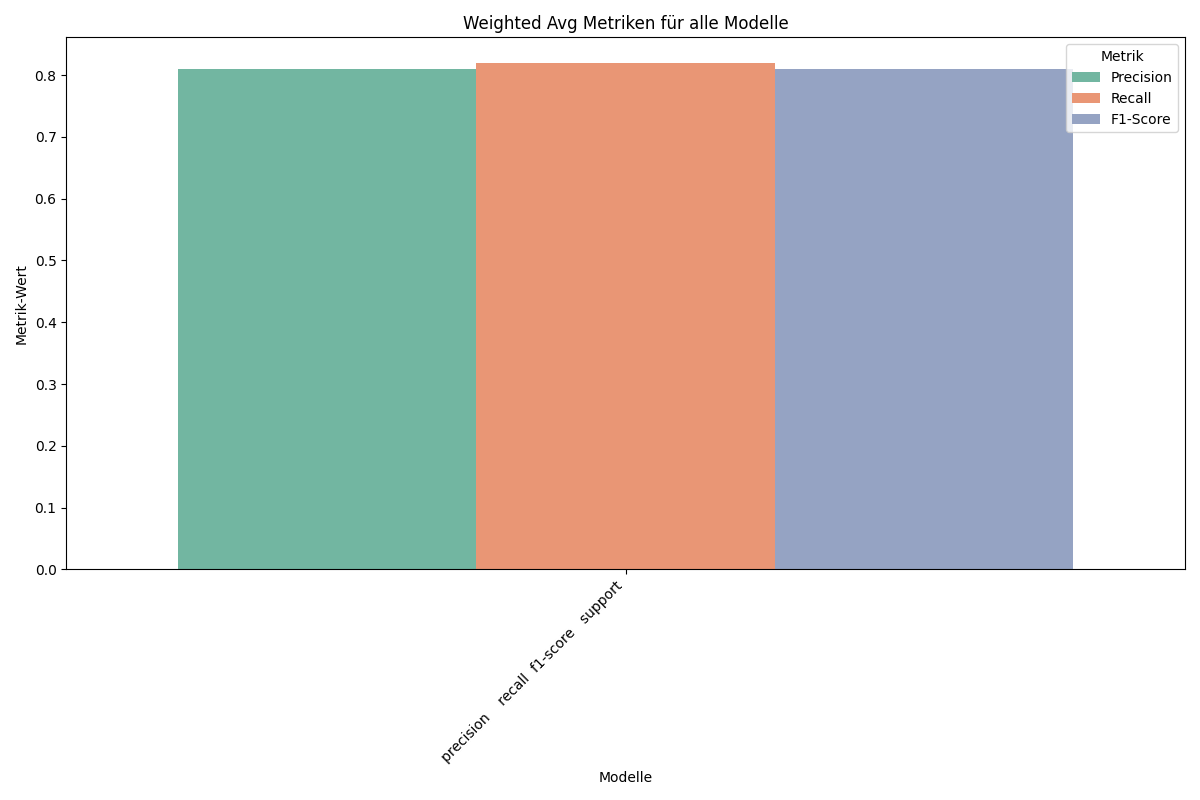 Weighted Avg Metriken für alle Modelle
Metrik
Precision
Recall
F1-Score
Metrik-Wert
0.8
0.7
0.6
0.5
0.4
0.3
0.2
0.1
0.0
precision recall f1-score support
Modelle